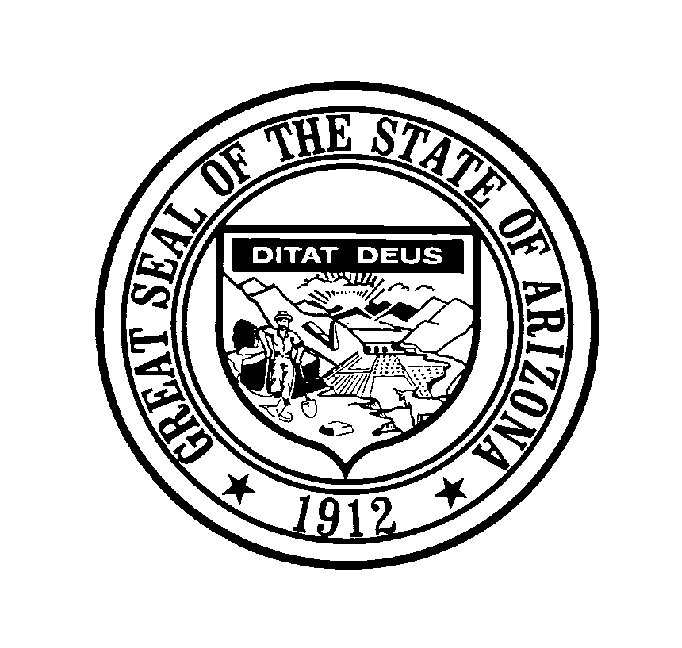 GREAT SEAL OF THE STATE OF ARIZONA
DITAT DEUS
1912